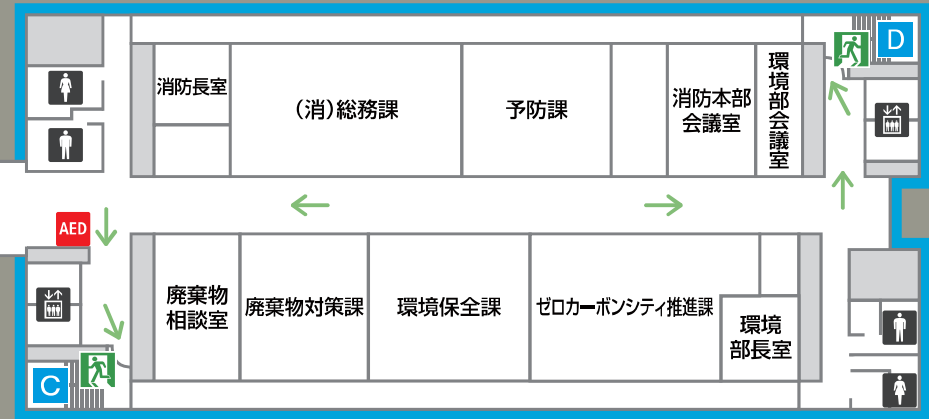 D
消防長室
(消)総務課
予防課
消防本部
会議室
環境部会議室
AED
廃棄物
相談室
廃棄物対策課
環境保全課
ゼロカーボンシティ推進課
環境
部長室
C